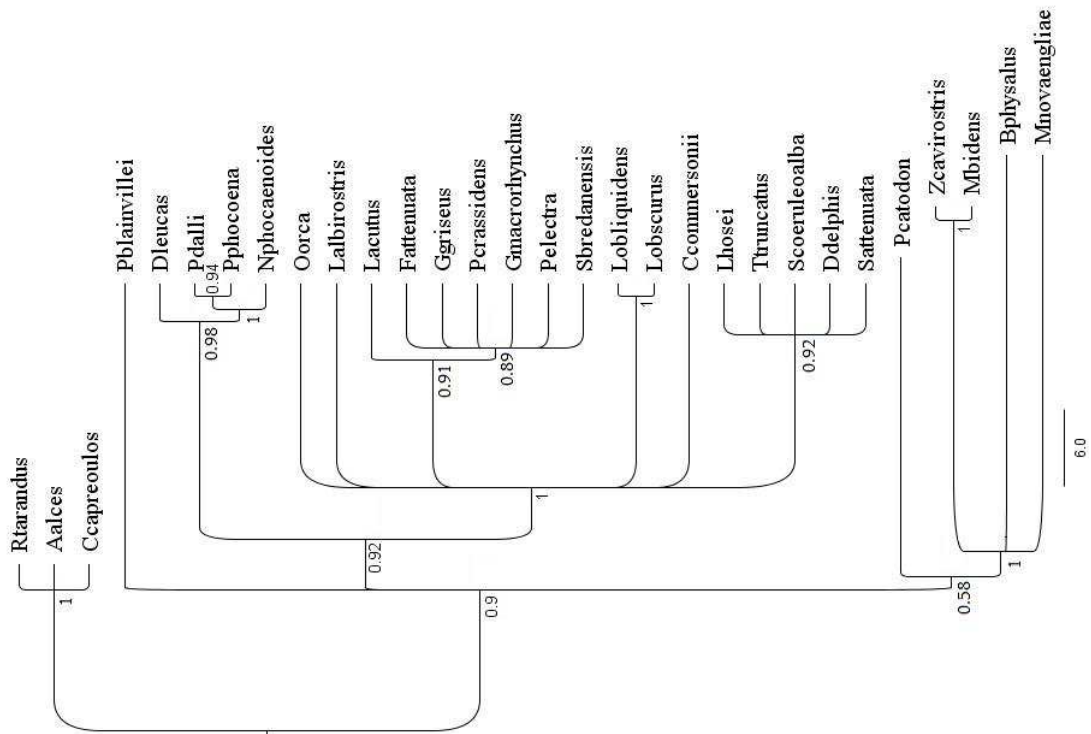 Rtarandus
Aalces
Ccapreoulos
Pblainvillei
Dleucas
Pdalli
Pphocoena
Nphocaenoides
Oorca
Lalbirostris
Lacutus
Fattenuata
Ggriseus
Pcrassidens
Gmacrorhynchus
Pelectra
Sbredanensis
Lobliquidens
Lobscurus
Ccommersonii
Lhosei
Ttruncatus
Scoeruleoalba
Ddelphis
Sattenuata
Pcatodon
Zcavirostris
Mbidens
Bphysalus
Mnovaengliae
1
0.98
0.94
1
0.91
0.89
1
0.92
1
1
0.92
0.9
0.58
1
1
6.0